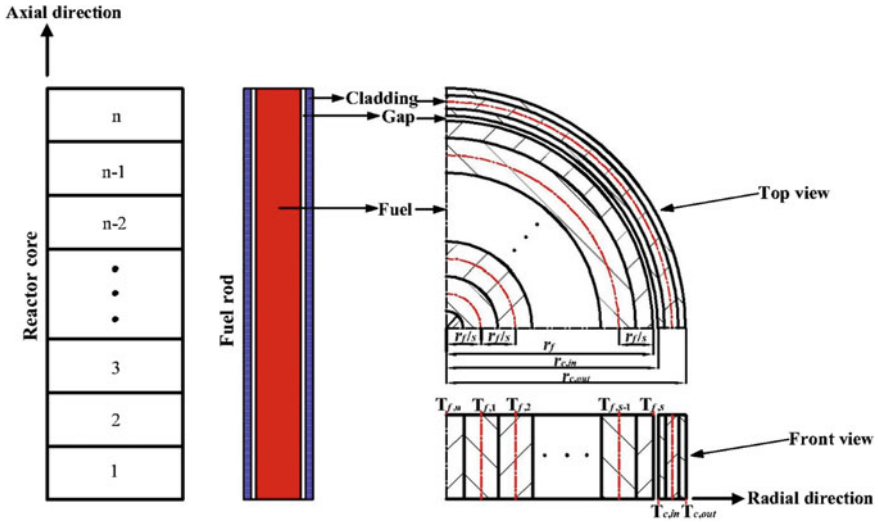 Axial direction
Reactor core
n
n-1
n-2
3
2
1
Fuel rod
Cladding
Gap
Fuel
Top view
r_f/s r_f/s r_f/s
r_f
r_c,in
r_c,out
T_f,n T_f,1 T_f,2 T_f,s-1 T_f,s
Front view
Radial direction
T_c,in T_c,out